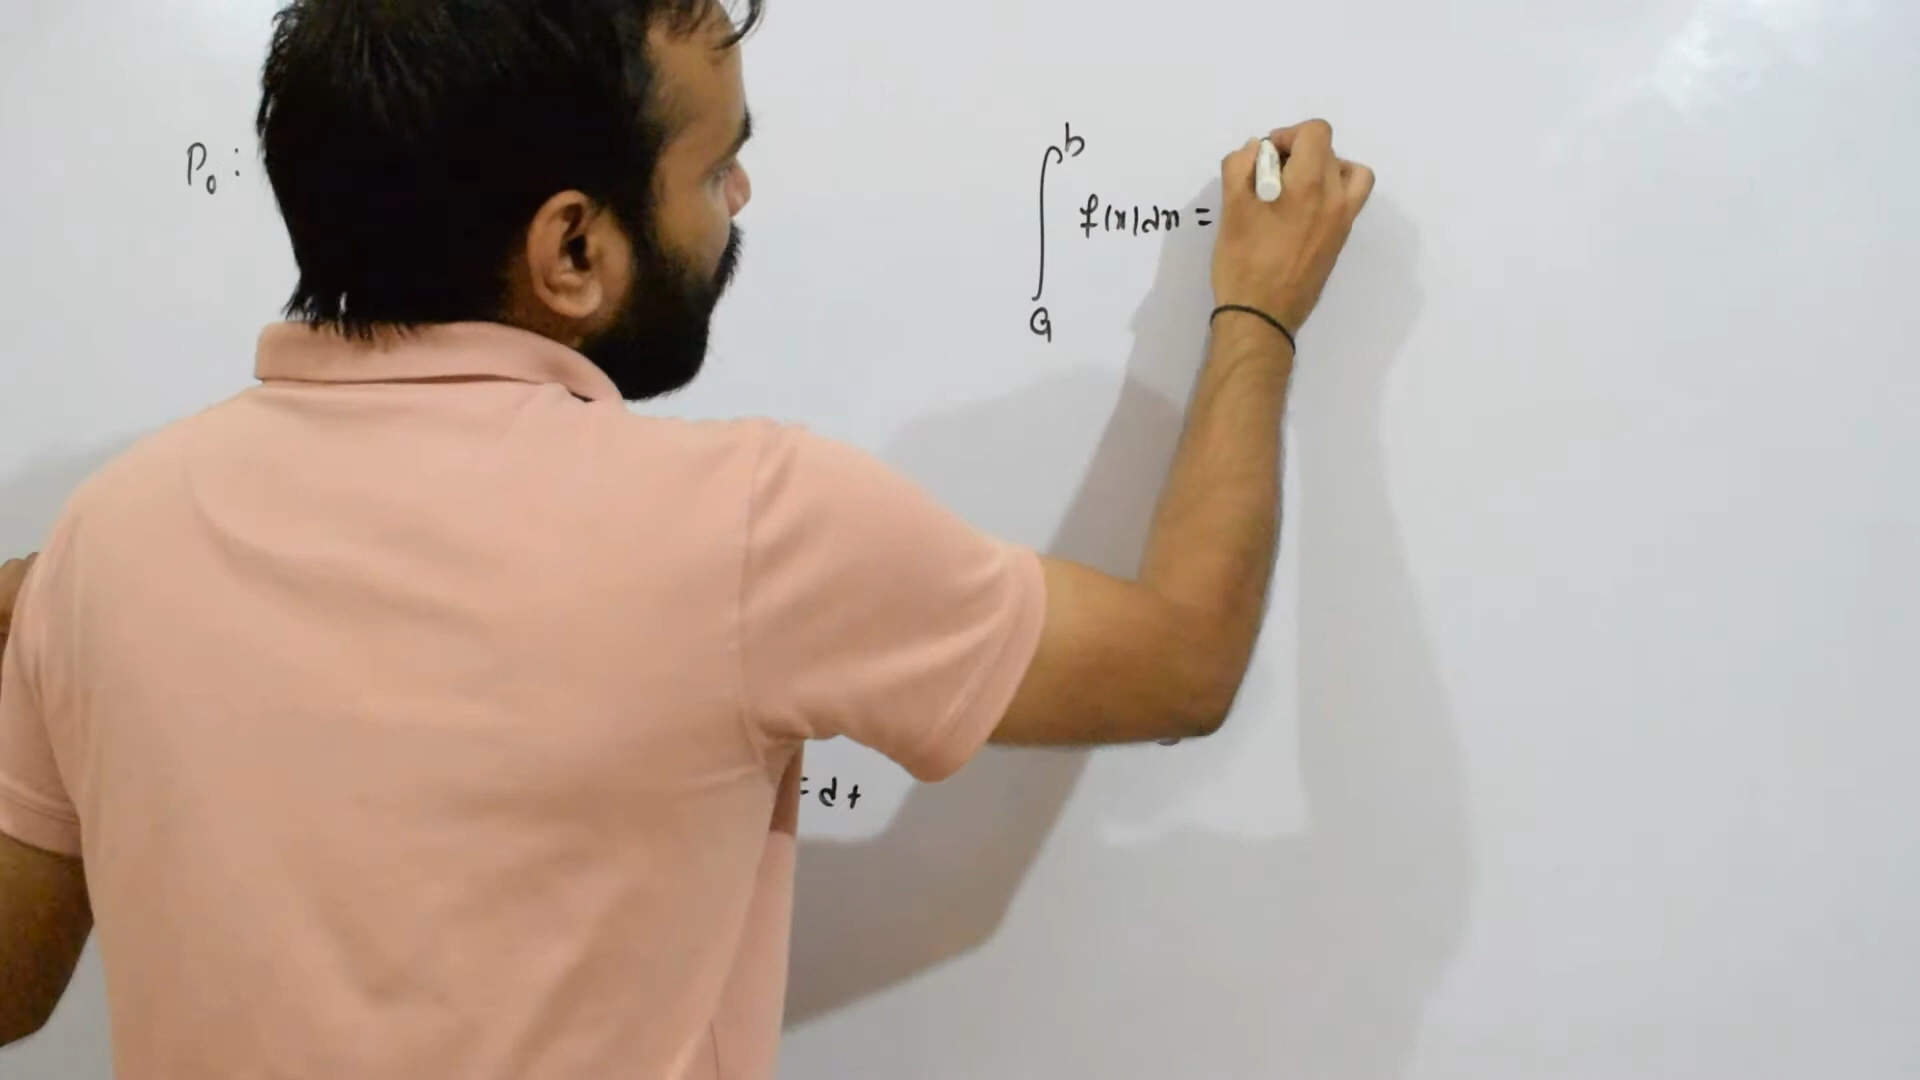 P₀ :
∫ₐᵇ f(x)dx =
= dt